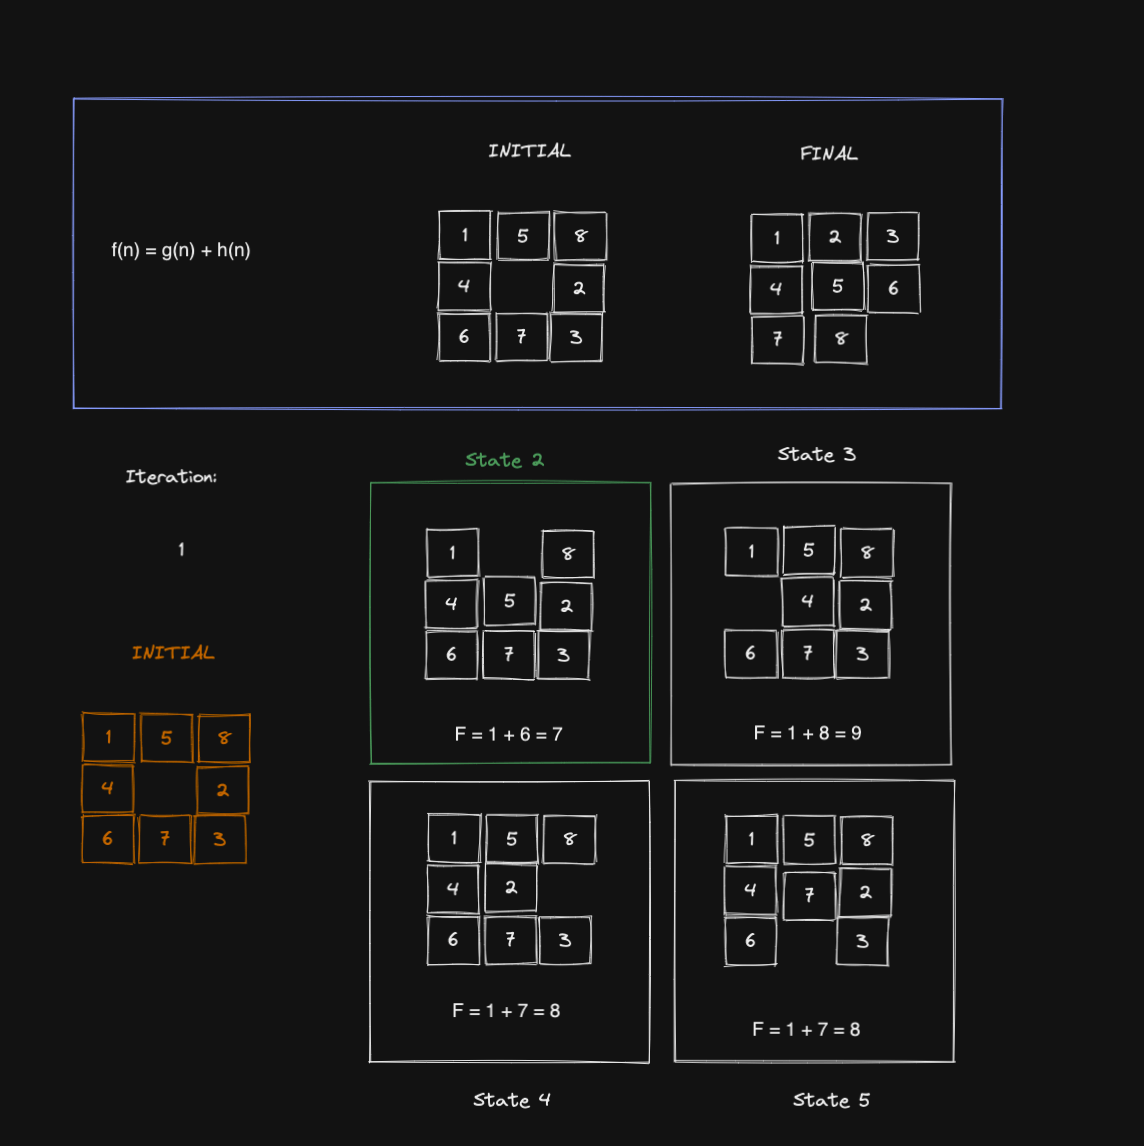 INITIAL
FINAL
f(n) = g(n) + h(n)
1 5 8
4 2
6 7 3
1 2 3
4 5 6
7 8
Iteration:
1
INITIAL
1 5 8
4 2
6 7 3
State 2
1 8
4 5 2
6 7 3
F = 1 + 6 = 7
State 3
1 5 8
4 2
6 7 3
F = 1 + 8 = 9
1 5 8
4 2
6 7 3
F = 1 + 7 = 8
State 4
1 5 8
4 7 2
6 3
F = 1 + 7 = 8
State 5